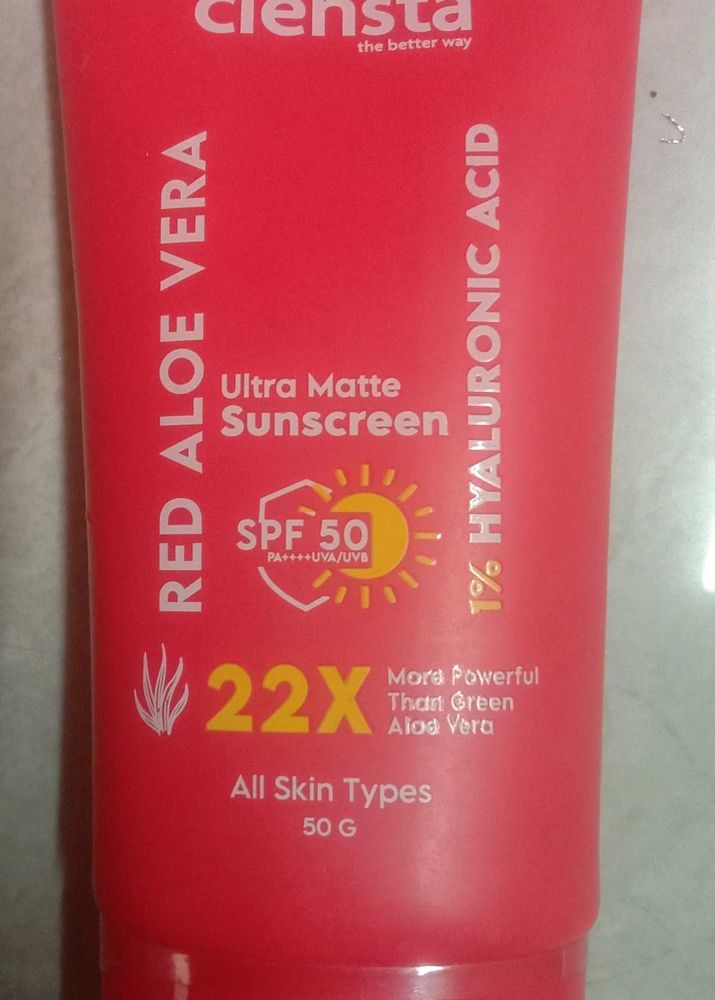 clensta
the better way
RED ALOE VERA
1% HYALURONIC ACID
Ultra Matte
Sunscreen
SPF 50
PA++++UVA/UVB
22X
More Powerful
Than Green
Aloe Vera
All Skin Types
50 G